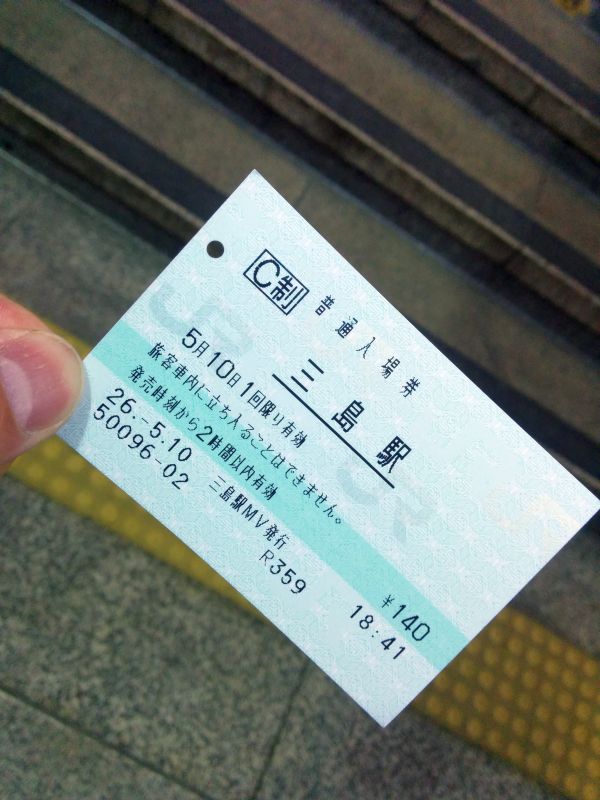 C制 普通入場券
三島駅
5月10日1回限り有効
旅客車内に立ち入ることはできません。
発売時刻から2時間以内有効
¥140
26.-5.10 三島駅MV発行 18:41
50096-02 R359